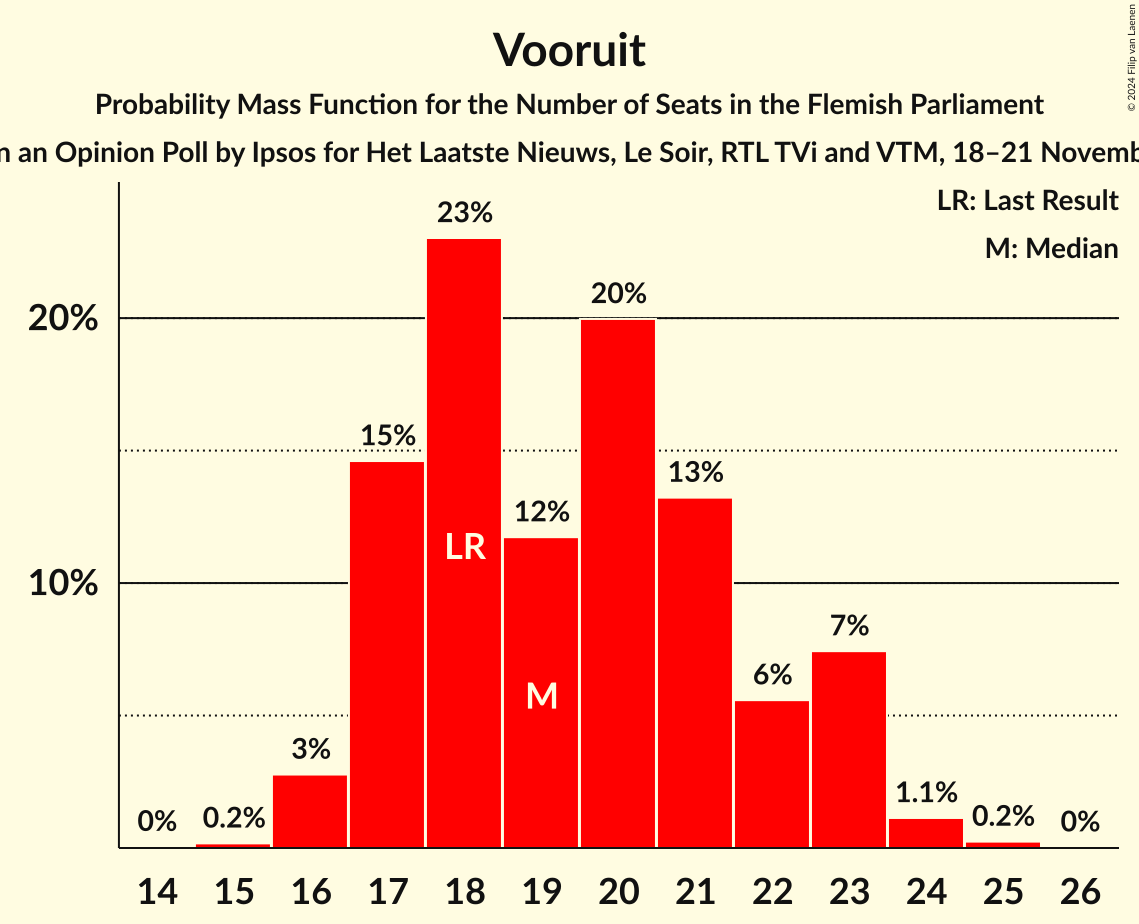 Vooruit
Probability Mass Function for the Number of Seats in the Flemish Parliament
an Opinion Poll by Ipsos for Het Laatste Nieuws, Le Soir, RTL TVi and VTM, 18–21
LR: Last Result
M: Median
© 2024 Filip van Laenen
23%
20%
20%
15%
13%
12%
LR
10%
7%
6%
M
3%
1.1%
0% 0.2% 0.2% 0%
14 15 16 17 18 19 20 21 22 23 24 25 26